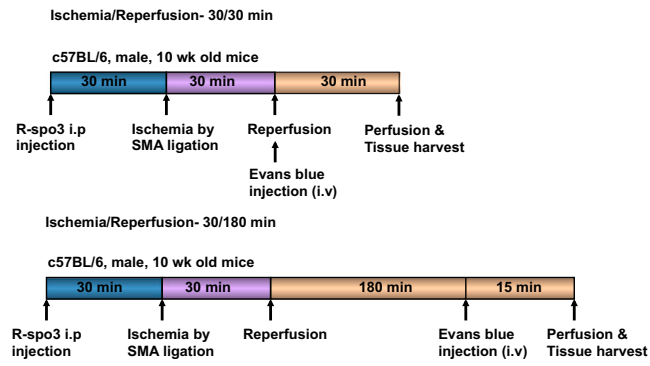 Ischemia/Reperfusion- 30/30 min
c57BL/6, male, 10 wk old mice
30 min 30 min 30 min
R-spo3 i.p Ischemia by Reperfusion Perfusion &
injection SMA ligation Tissue harvest
Evans blue
injection (i.v)
Ischemia/Reperfusion- 30/180 min
c57BL/6, male, 10 wk old mice
30 min 30 min 180 min 15 min
R-spo3 i.p Ischemia by Reperfusion Evans blue Perfusion &
injection SMA ligation injection (i.v) Tissue harvest